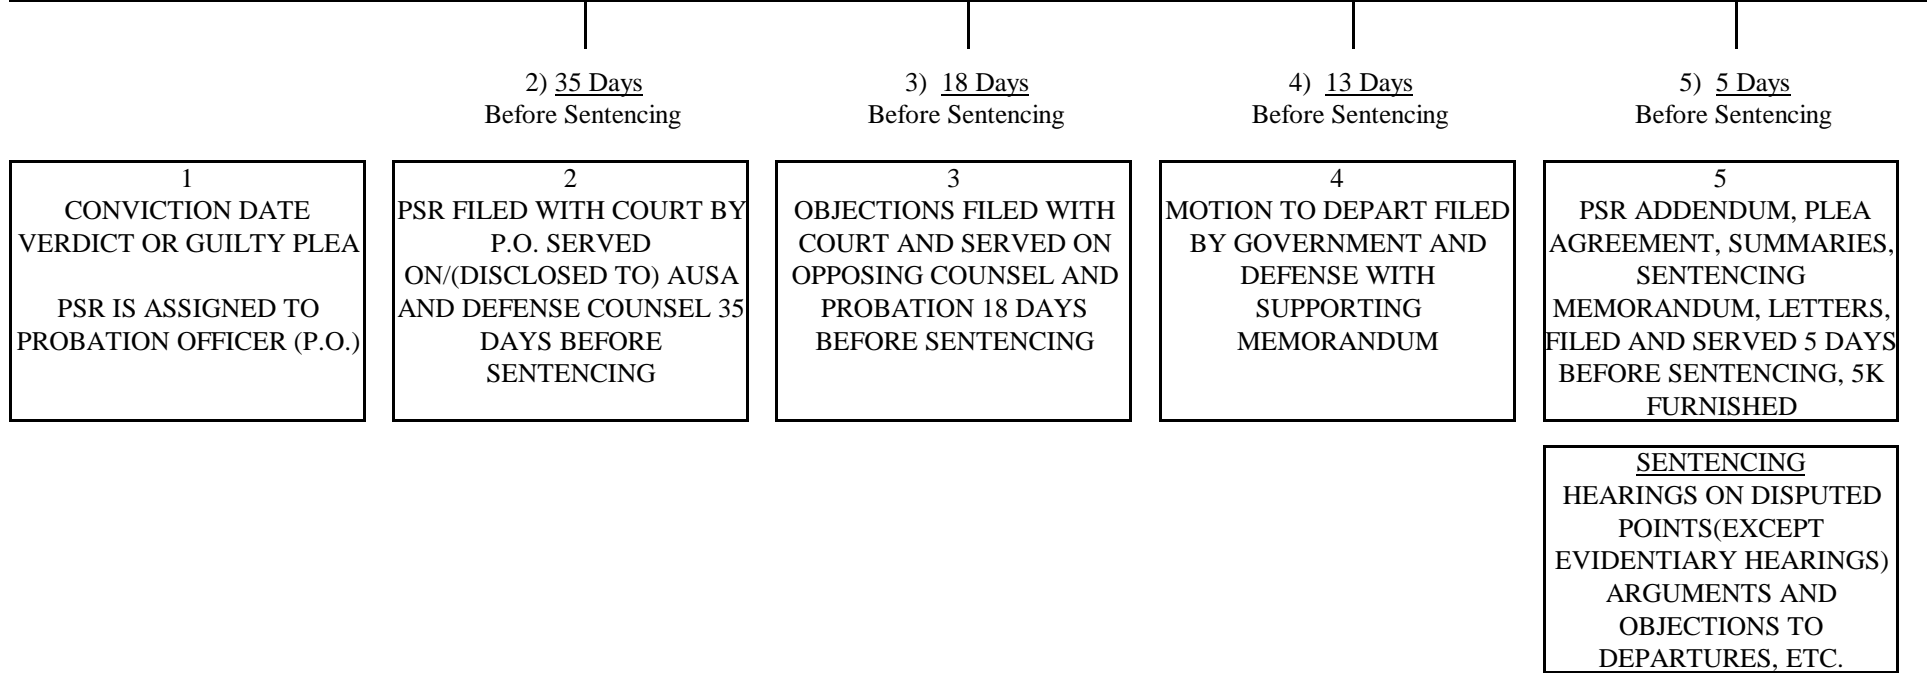 2) 35 Days
Before Sentencing
3) 18 Days
Before Sentencing
4) 13 Days
Before Sentencing
5) 5 Days
Before Sentencing
1
CONVICTION DATE
VERDICT OR GUILTY PLEA
PSR IS ASSIGNED TO
PROBATION OFFICER (P.O.)
2
PSR FILED WITH COURT BY
P.O. SERVED
ON/(DISCLOSED TO) AUSA
AND DEFENSE COUNSEL 35
DAYS BEFORE
SENTENCING
3
OBJECTIONS FILED WITH
COURT AND SERVED ON
OPPOSING COUNSEL AND
PROBATION 18 DAYS
BEFORE SENTENCING
4
MOTION TO DEPART FILED
BY GOVERNMENT AND
DEFENSE WITH
SUPPORTING
MEMORANDUM
5
PSR ADDENDUM, PLEA
AGREEMENT, SUMMARIES,
SENTENCING
MEMORANDUM, LETTERS,
FILED AND SERVED 5 DAYS
BEFORE SENTENCING, 5K
FURNISHED
SENTENCING
HEARINGS ON DISPUTED
POINTS(EXCEPT
EVIDENTIARY HEARINGS)
ARGUMENTS AND
OBJECTIONS TO
DEPARTURES, ETC.